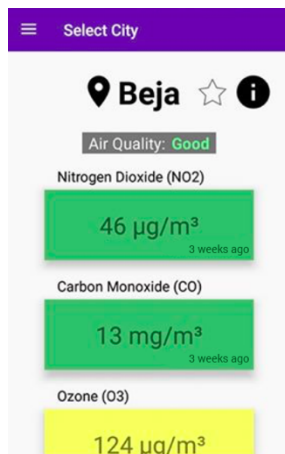 Select City
Beja
Air Quality: Good
Nitrogen Dioxide (NO2)
46 µg/m³
3 weeks ago
Carbon Monoxide (CO)
13 mg/m³
3 weeks ago
Ozone (O3)
124 µg/m³